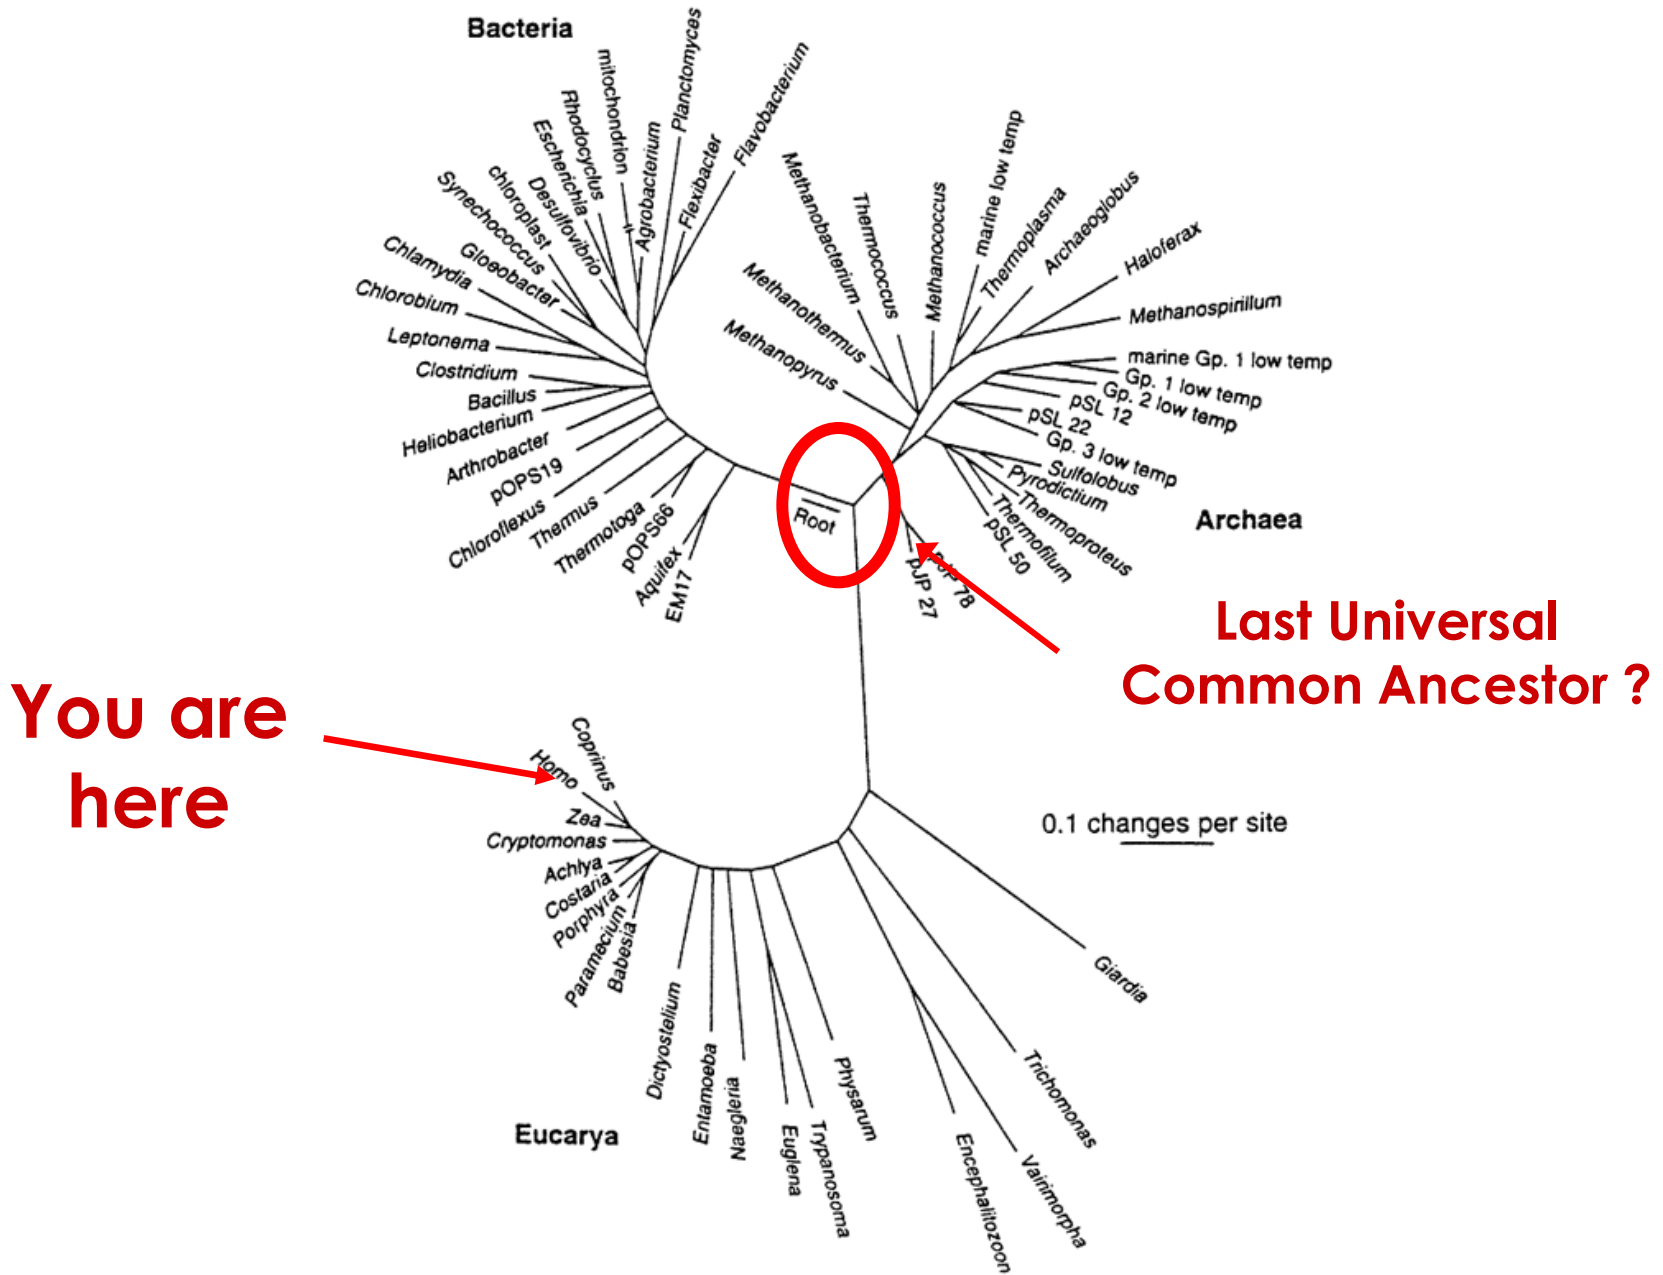 Bacteria
mitochondrion
Planctomyces
Rhodocyclus
Escherichia
Desulfovibrio
Agrobacterium
Flexibacter
Flavobacterium
chloroplast
Synechococcus
Gloeobacter
Chlamydia
Chlorobium
Leptonema
Clostridium
Bacillus
Heliobacterium
Arthrobacter
pOPS19
Chloroflexus
Thermus
Thermotoga
pOPS66
Aquifex
EM17
Root
Methanopyrus
Methanothermus
Methanobacterium
Thermococcus
Methanococcus
marine low temp
Thermoplasma
Archaeoglobus
Haloferax
Methanospirillum
marine Gp. 1 low temp
Gp. 1 low temp
Gp. 2 low temp
pSL 12
pSL 22
Gp. 3 low temp
Sulfolobus
Pyrodictium
Thermoproteus
Thermofilum
pSL 50
pJP 78
pJP 27
Archaea
Last Universal
Common Ancestor ?
You are
here
Coprinus
Homo
Zea
Cryptomonas
Achlya
Costaria
Porphyra
Paramecium
Babesia
Dictyostelium
Entamoeba
Naegleria
Euglena
Trypanosoma
Physarum
Encephalitozoon
Vairimorpha
Trichomonas
Giardia
0.1 changes per site
Eucarya